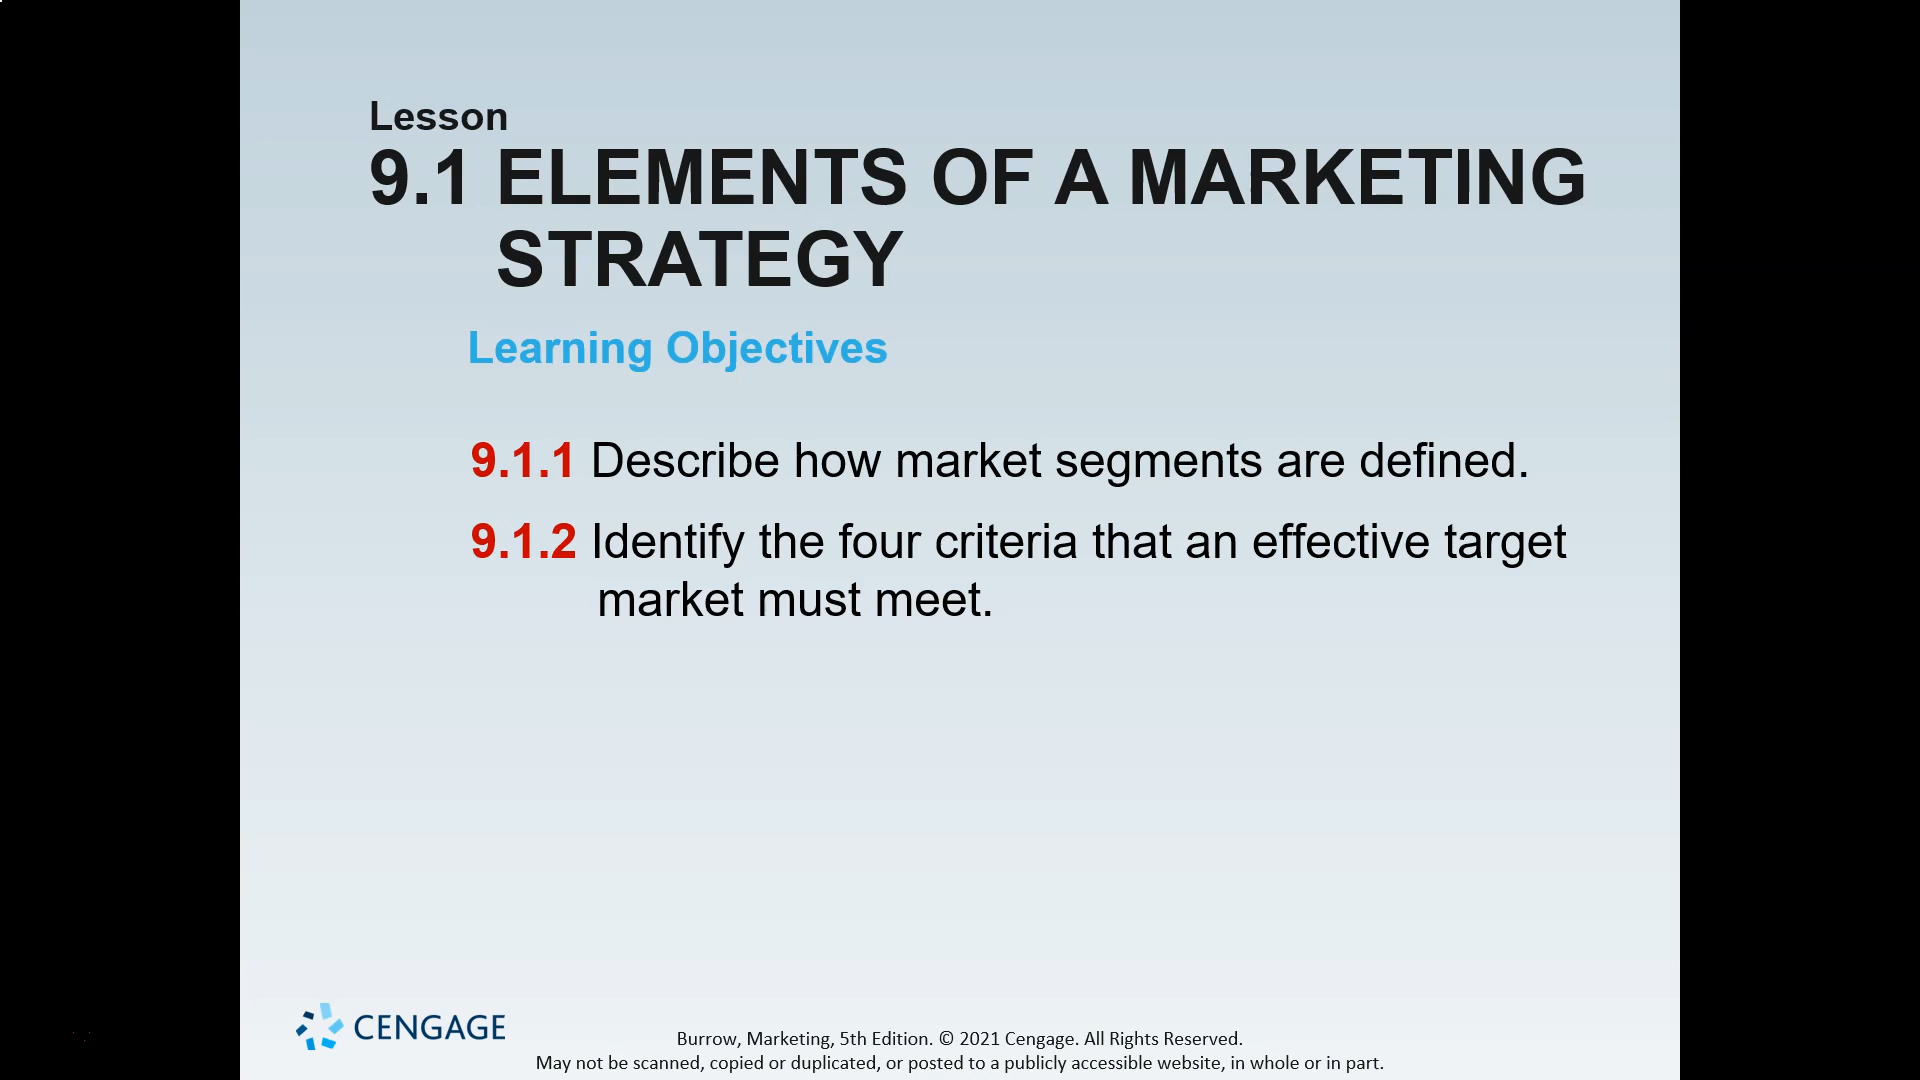 Lesson
9.1 ELEMENTS OF A MARKETING
STRATEGY
Learning Objectives
9.1.1 Describe how market segments are defined.
9.1.2 Identify the four criteria that an effective target
market must meet.
CENGAGE
Burrow, Marketing, 5th Edition. © 2021 Cengage. All Rights Reserved.
May not be scanned, copied or duplicated, or posted to a publicly accessible website, in whole or in part.